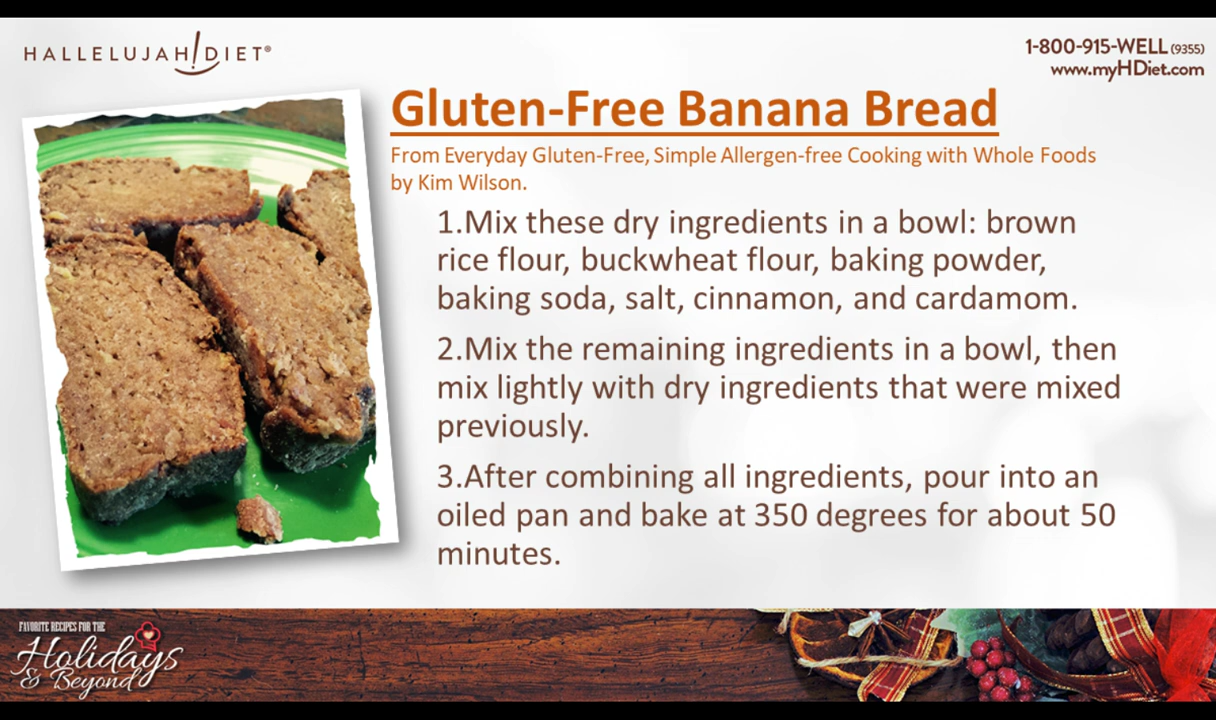 HALLELUJAH DIET®
1-800-915-WELL (9355)
www.myHDiet.com
Gluten-Free Banana Bread
From Everyday Gluten-Free, Simple Allergen-free Cooking with Whole Foods
by Kim Wilson.
1.Mix these dry ingredients in a bowl: brown
rice flour, buckwheat flour, baking powder,
baking soda, salt, cinnamon, and cardamom.
2.Mix the remaining ingredients in a bowl, then
mix lightly with dry ingredients that were mixed
previously.
3.After combining all ingredients, pour into an
oiled pan and bake at 350 degrees for about 50
minutes.
FAVORITE RECIPES FOR THE
Holidays
& Beyond